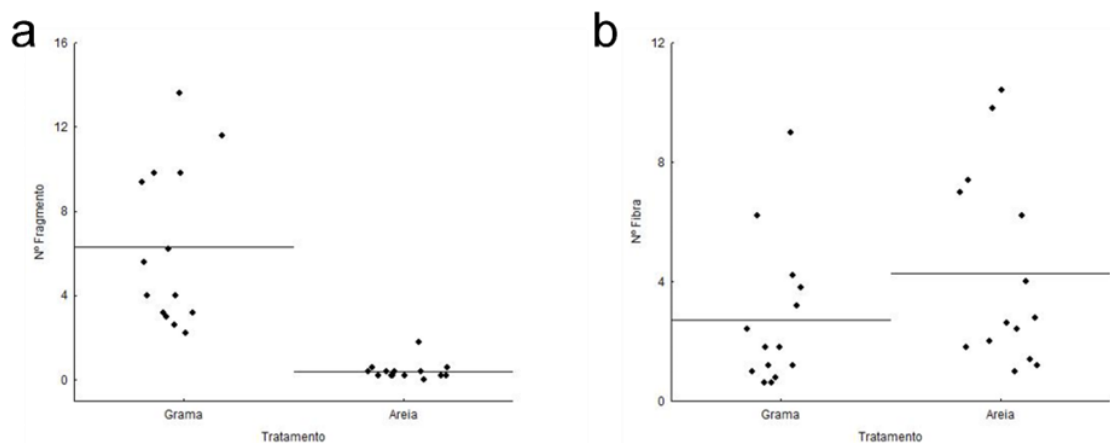 a
16
12
8
4
0
Nº Fragmento
Grama
Areia
Tratamento
b
12
8
4
0
Nº Fibra
Grama
Areia
Tratamento